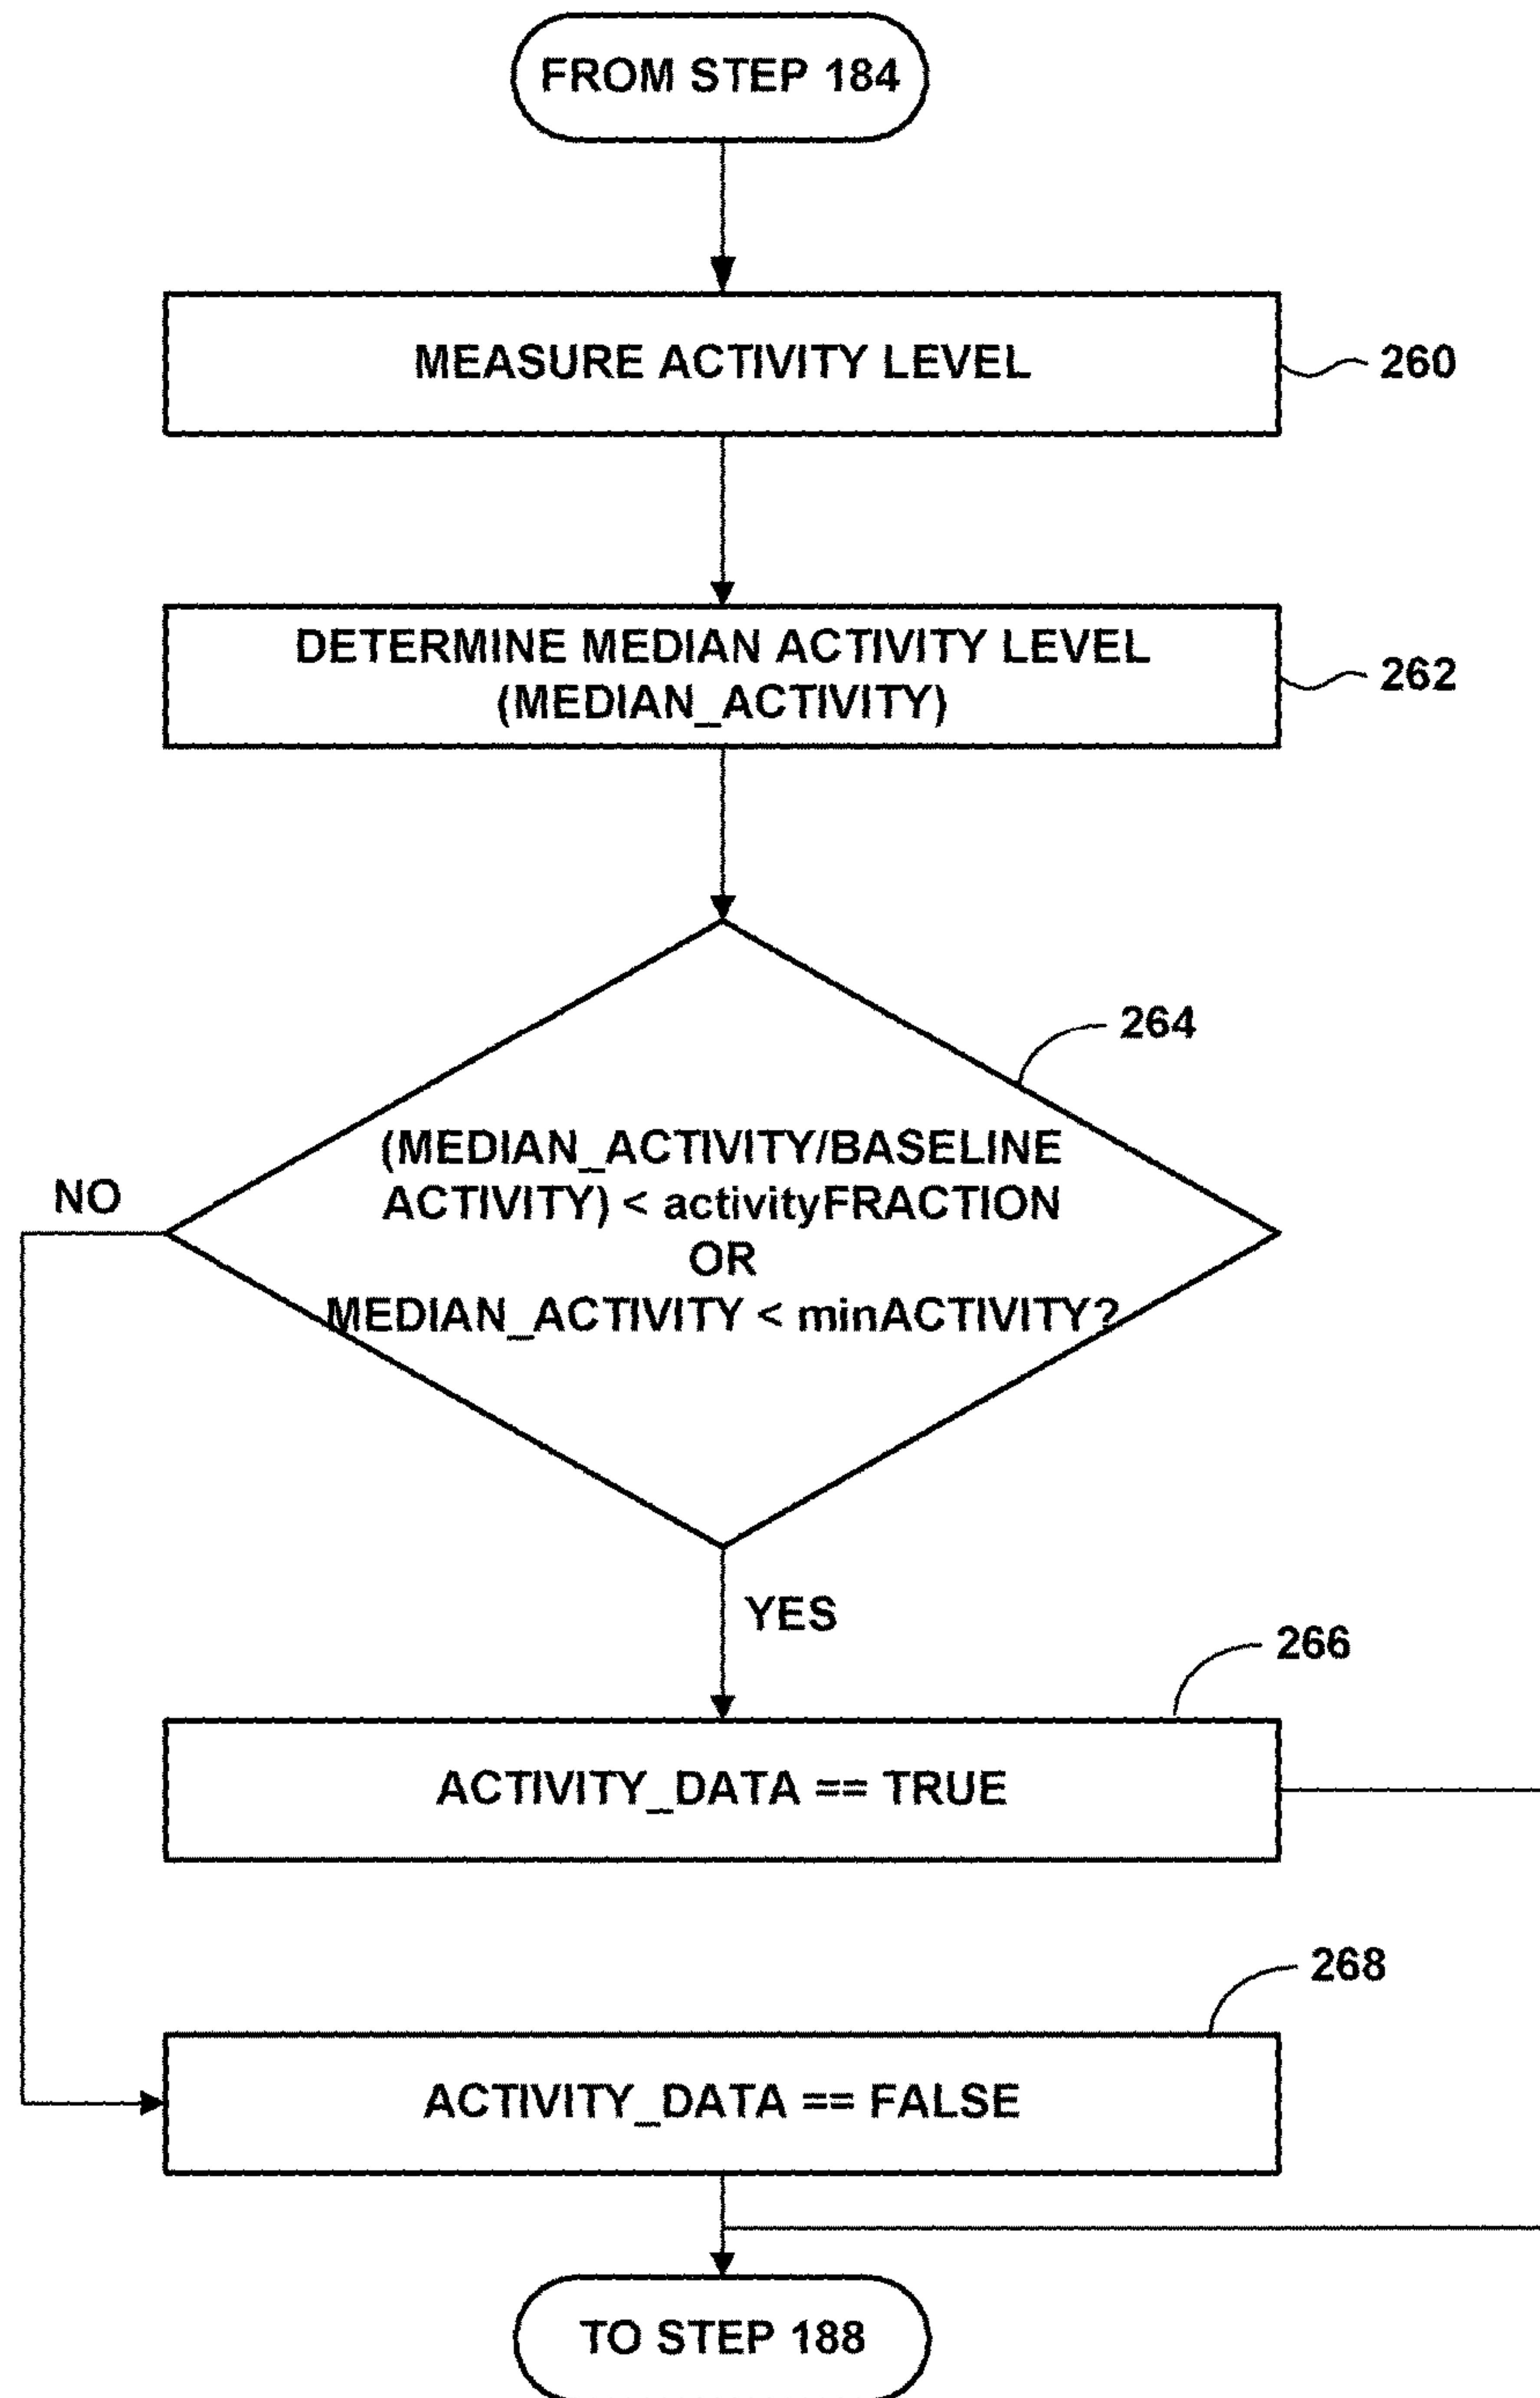 FROM STEP 184
MEASURE ACTIVITY LEVEL
260
DETERMINE MEDIAN ACTIVITY LEVEL
(MEDIAN_ACTIVITY)
262
264
(MEDIAN_ACTIVITY/BASELINE
ACTIVITY) < activityFRACTION
OR
MEDIAN_ACTIVITY < minACTIVITY?
NO
YES
266
ACTIVITY_DATA == TRUE
268
ACTIVITY_DATA == FALSE
TO STEP 188